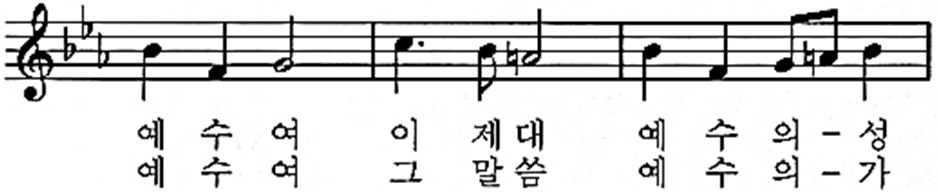 예 수 여 이 제 대 예 수 의 - 성
예 수 여 그 말 씀 예 수 의 - 가